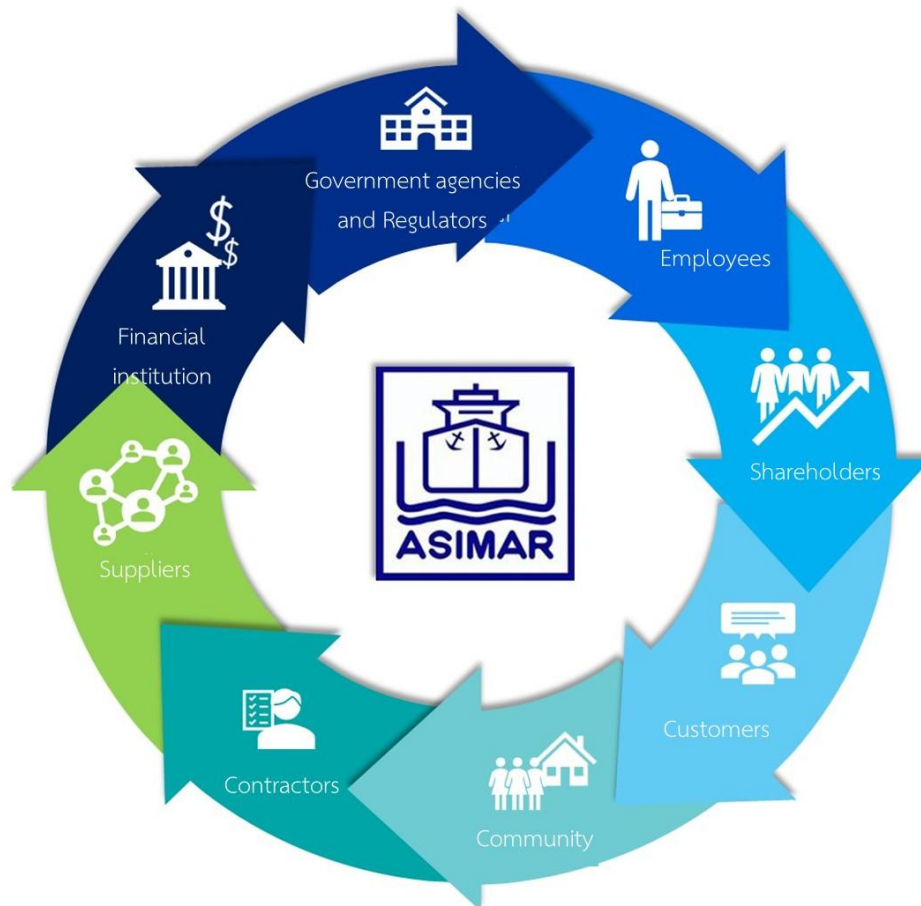 Government agencies
and Regulators
Employees
Shareholders
Customers
Community
Contractors
Suppliers
Financial
institution
ASIMAR